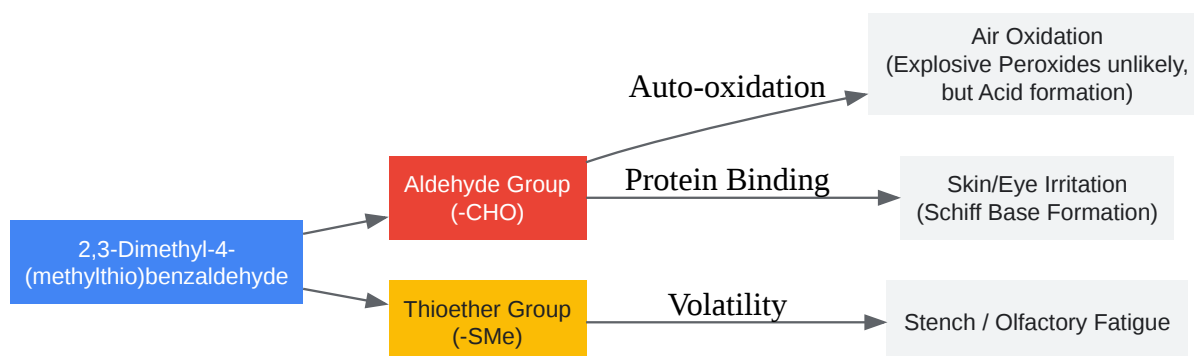 2,3-Dimethyl-4-
(methylthio)benzaldehyde
Aldehyde Group
(-CHO)
Thioether Group
(-SMe)
Auto-oxidation
Protein Binding
Volatility
Air Oxidation
(Explosive Peroxides unlikely,
but Acid formation)
Skin/Eye Irritation
(Schiff Base Formation)
Stench / Olfactory Fatigue